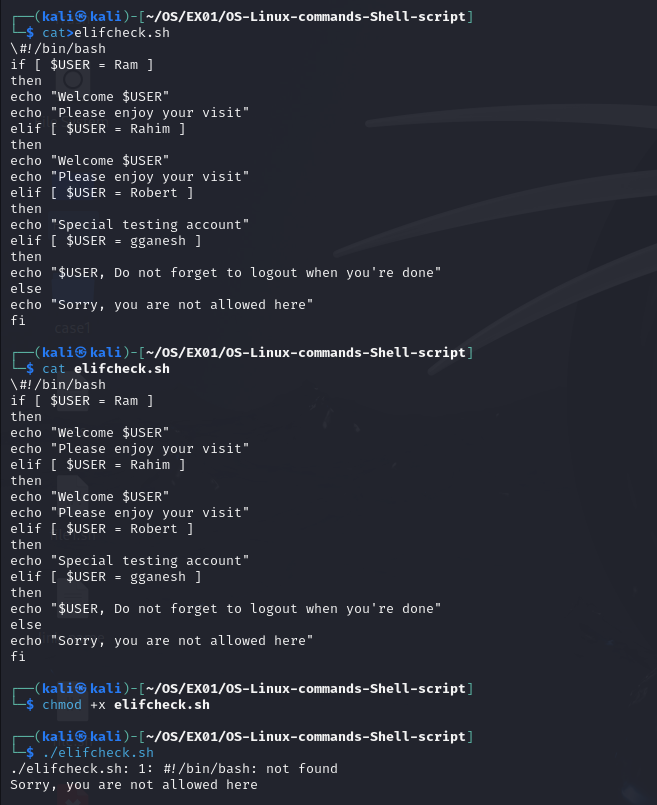 ┌──(kali㉿kali)-[~/OS/EX01/OS-Linux-commands-Shell-script]
└─$ cat>elifcheck.sh
\#!/bin/bash
if [ $USER = Ram ]
then
echo "Welcome $USER"
echo "Please enjoy your visit"
elif [ $USER = Rahim ]
then
echo "Welcome $USER"
echo "Please enjoy your visit"
elif [ $USER = Robert ]
then
echo "Special testing account"
elif [ $USER = gganesh ]
then
echo "$USER, Do not forget to logout when you're done"
else
echo "Sorry, you are not allowed here"
fi
┌──(kali㉿kali)-[~/OS/EX01/OS-Linux-commands-Shell-script]
└─$ cat elifcheck.sh
\#!/bin/bash
if [ $USER = Ram ]
then
echo "Welcome $USER"
echo "Please enjoy your visit"
elif [ $USER = Rahim ]
then
echo "Welcome $USER"
echo "Please enjoy your visit"
elif [ $USER = Robert ]
then
echo "Special testing account"
elif [ $USER = gganesh ]
then
echo "$USER, Do not forget to logout when you're done"
else
echo "Sorry, you are not allowed here"
fi
┌──(kali㉿kali)-[~/OS/EX01/OS-Linux-commands-Shell-script]
└─$ chmod +x elifcheck.sh
┌──(kali㉿kali)-[~/OS/EX01/OS-Linux-commands-Shell-script]
└─$ ./elifcheck.sh
./elifcheck.sh: 1: #!/bin/bash: not found
Sorry, you are not allowed here
case1